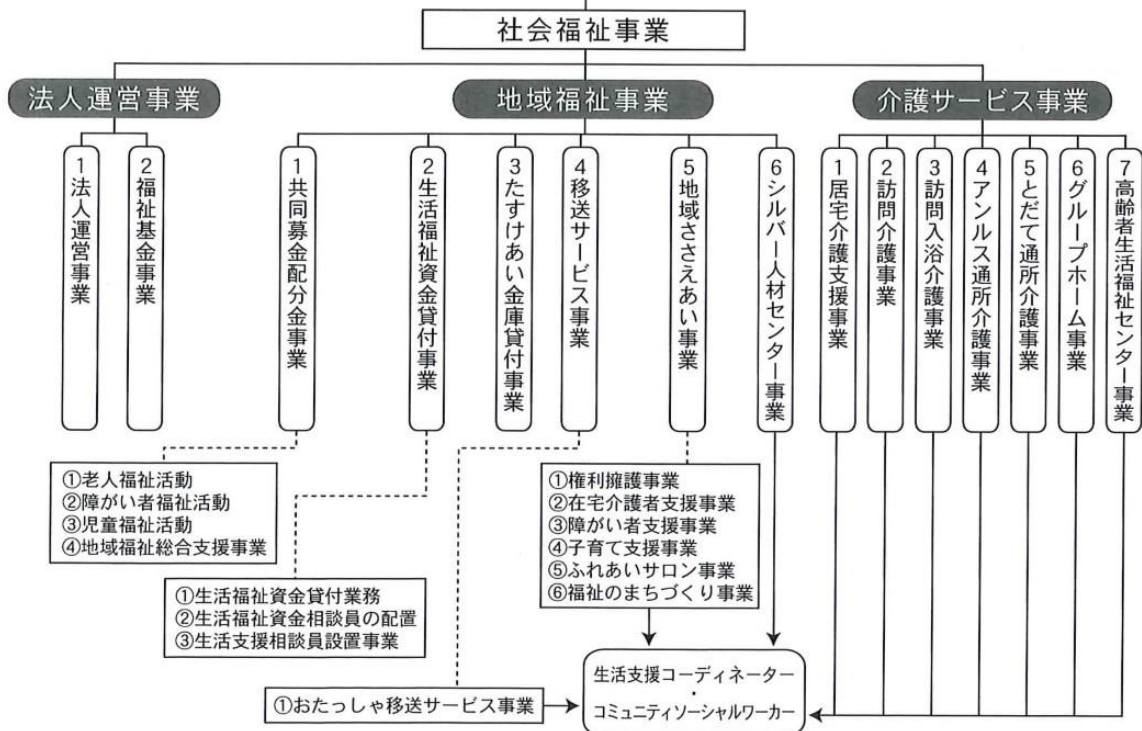 社会福祉事業
法人運営事業
地域福祉事業
介護サービス事業
1法人運営事業
2福祉基金事業
1共同募金配分金事業
2生活福祉資金貸付事業
3たすけあい金庫貸付事業
4移送サービス事業
5地域ささえあい事業
6シルバー人材センター事業
1居宅介護支援事業
2訪問介護事業
3訪問入浴介護事業
4アンルス通所介護事業
5とだて通所介護事業
6グループホーム事業
7高齢者生活福祉センター事業
①老人福祉活動
②障がい者福祉活動
③児童福祉活動
④地域福祉総合支援事業
①生活福祉資金貸付業務
②生活福祉資金相談員の配置
③生活支援相談員設置事業
①おたっしゃ移送サービス事業
①権利擁護事業
②在宅介護者支援事業
③障がい者支援事業
④子育て支援事業
⑤ふれあいサロン事業
⑥福祉のまちづくり事業
生活支援コーディネーター
・
コミュニティソーシャルワーカー